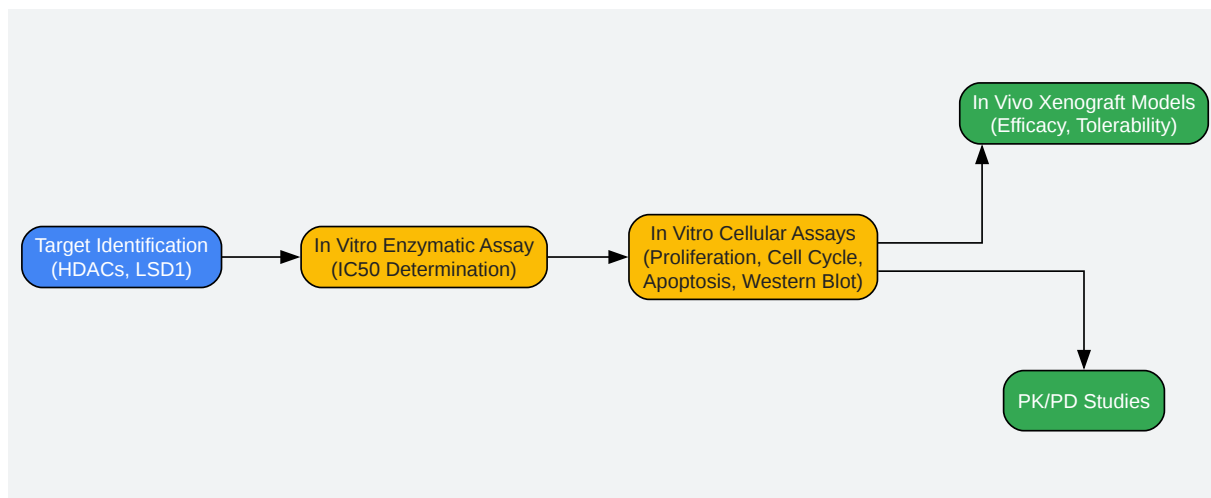 Target Identification
(HDACs, LSD1)
In Vitro Enzymatic Assay
(IC50 Determination)
In Vitro Cellular Assays
(Proliferation, Cell Cycle,
Apoptosis, Western Blot)
In Vivo Xenograft Models
(Efficacy, Tolerability)
PK/PD Studies